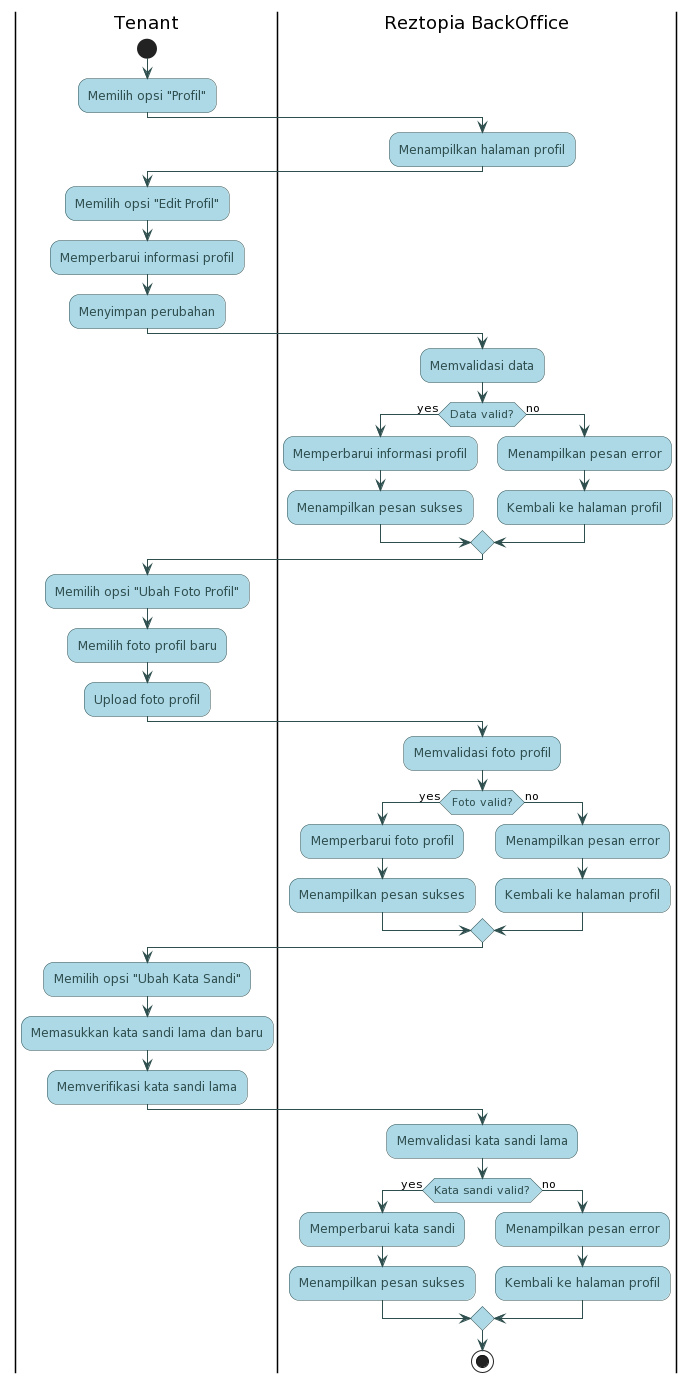 Tenant
Reztopia BackOffice
Memilih opsi "Profil"
Menampilkan halaman profil
Memilih opsi "Edit Profil"
Memperbarui informasi profil
Menyimpan perubahan
Memvalidasi data
yes
Data valid?
no
Memperbarui informasi profil
Menampilkan pesan error
Menampilkan pesan sukses
Kembali ke halaman profil
Memilih opsi "Ubah Foto Profil"
Memilih foto profil baru
Upload foto profil
Memvalidasi foto profil
yes
Foto valid?
no
Memperbarui foto profil
Menampilkan pesan error
Menampilkan pesan sukses
Kembali ke halaman profil
Memilih opsi "Ubah Kata Sandi"
Memasukkan kata sandi lama dan baru
Memverifikasi kata sandi lama
Memvalidasi kata sandi lama
yes
Kata sandi valid?
no
Memperbarui kata sandi
Menampilkan pesan error
Menampilkan pesan sukses
Kembali ke halaman profil